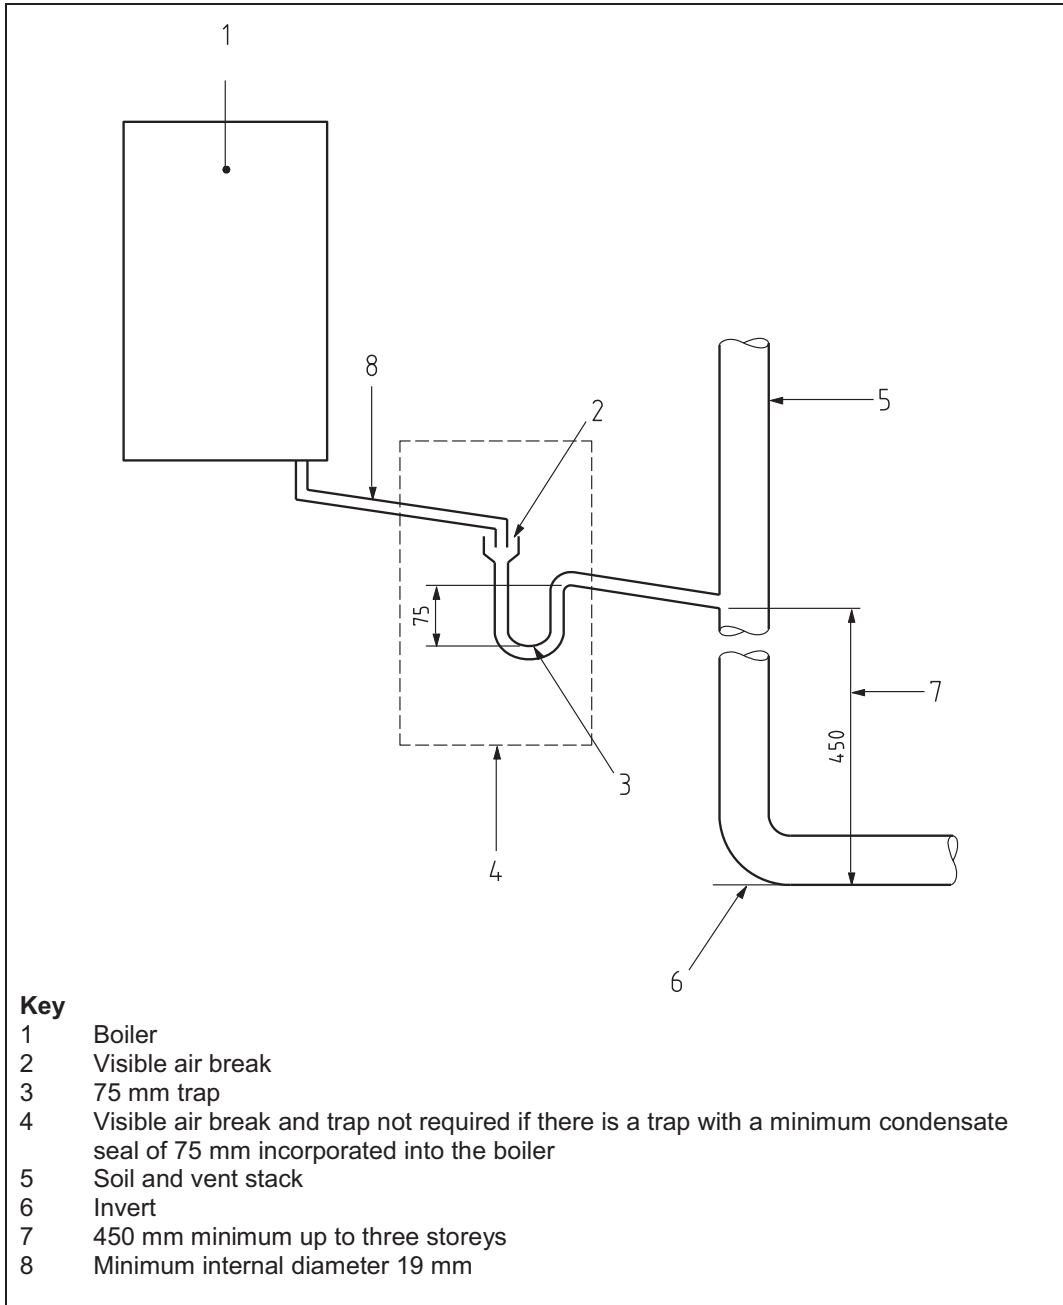 1
8
2
5
75
7
450
3
4
6
Key
1 Boiler
2 Visible air break
3 75 mm trap
4 Visible air break and trap not required if there is a trap with a minimum condensate
seal of 75 mm incorporated into the boiler
5 Soil and vent stack
6 Invert
7 450 mm minimum up to three storeys
8 Minimum internal diameter 19 mm